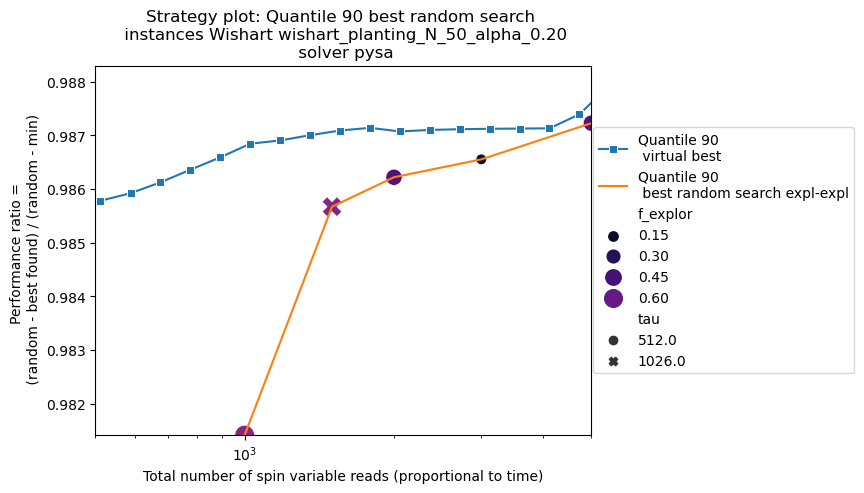 Strategy plot: Quantile 90 best random search
instances Wishart wishart_planting_N_50_alpha_0.20
solver pysa
0.988
0.987
0.986
0.985
0.984
0.983
0.982
Performance ratio =
(random - best found) / (random - min)
10³
Total number of spin variable reads (proportional to time)
Quantile 90
virtual best
Quantile 90
best random search expl-expl
f_explor
0.15
0.30
0.45
0.60
tau
512.0
1026.0